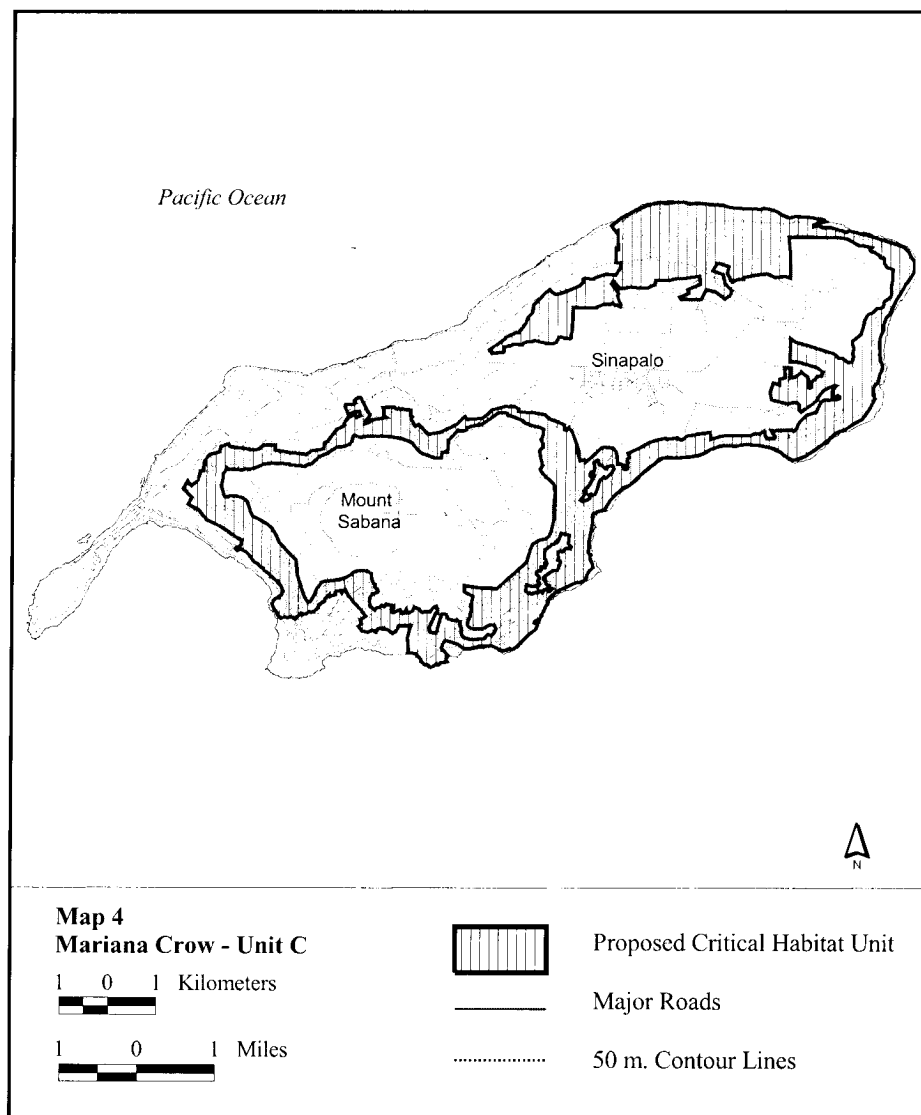 Pacific Ocean
Sinapalo
Mount
Sabana
N
Map 4
Mariana Crow - Unit C
1 0 1 Kilometers
1 0 1 Miles
Proposed Critical Habitat Unit
Major Roads
50 m. Contour Lines